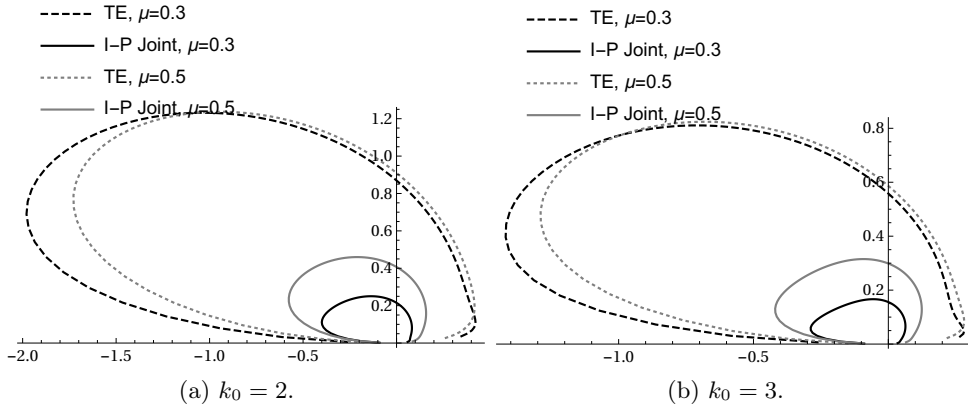 TE, μ=0.3
I−P Joint, μ=0.3
TE, μ=0.5
I−P Joint, μ=0.5
1.2
1.0
0.8
0.6
0.4
0.2
−2.0 −1.5 −1.0 −0.5
(a) k₀ = 2.
TE, μ=0.3
I−P Joint, μ=0.3
TE, μ=0.5
I−P Joint, μ=0.5
0.8
0.6
0.4
0.2
−1.0 −0.5
(b) k₀ = 3.